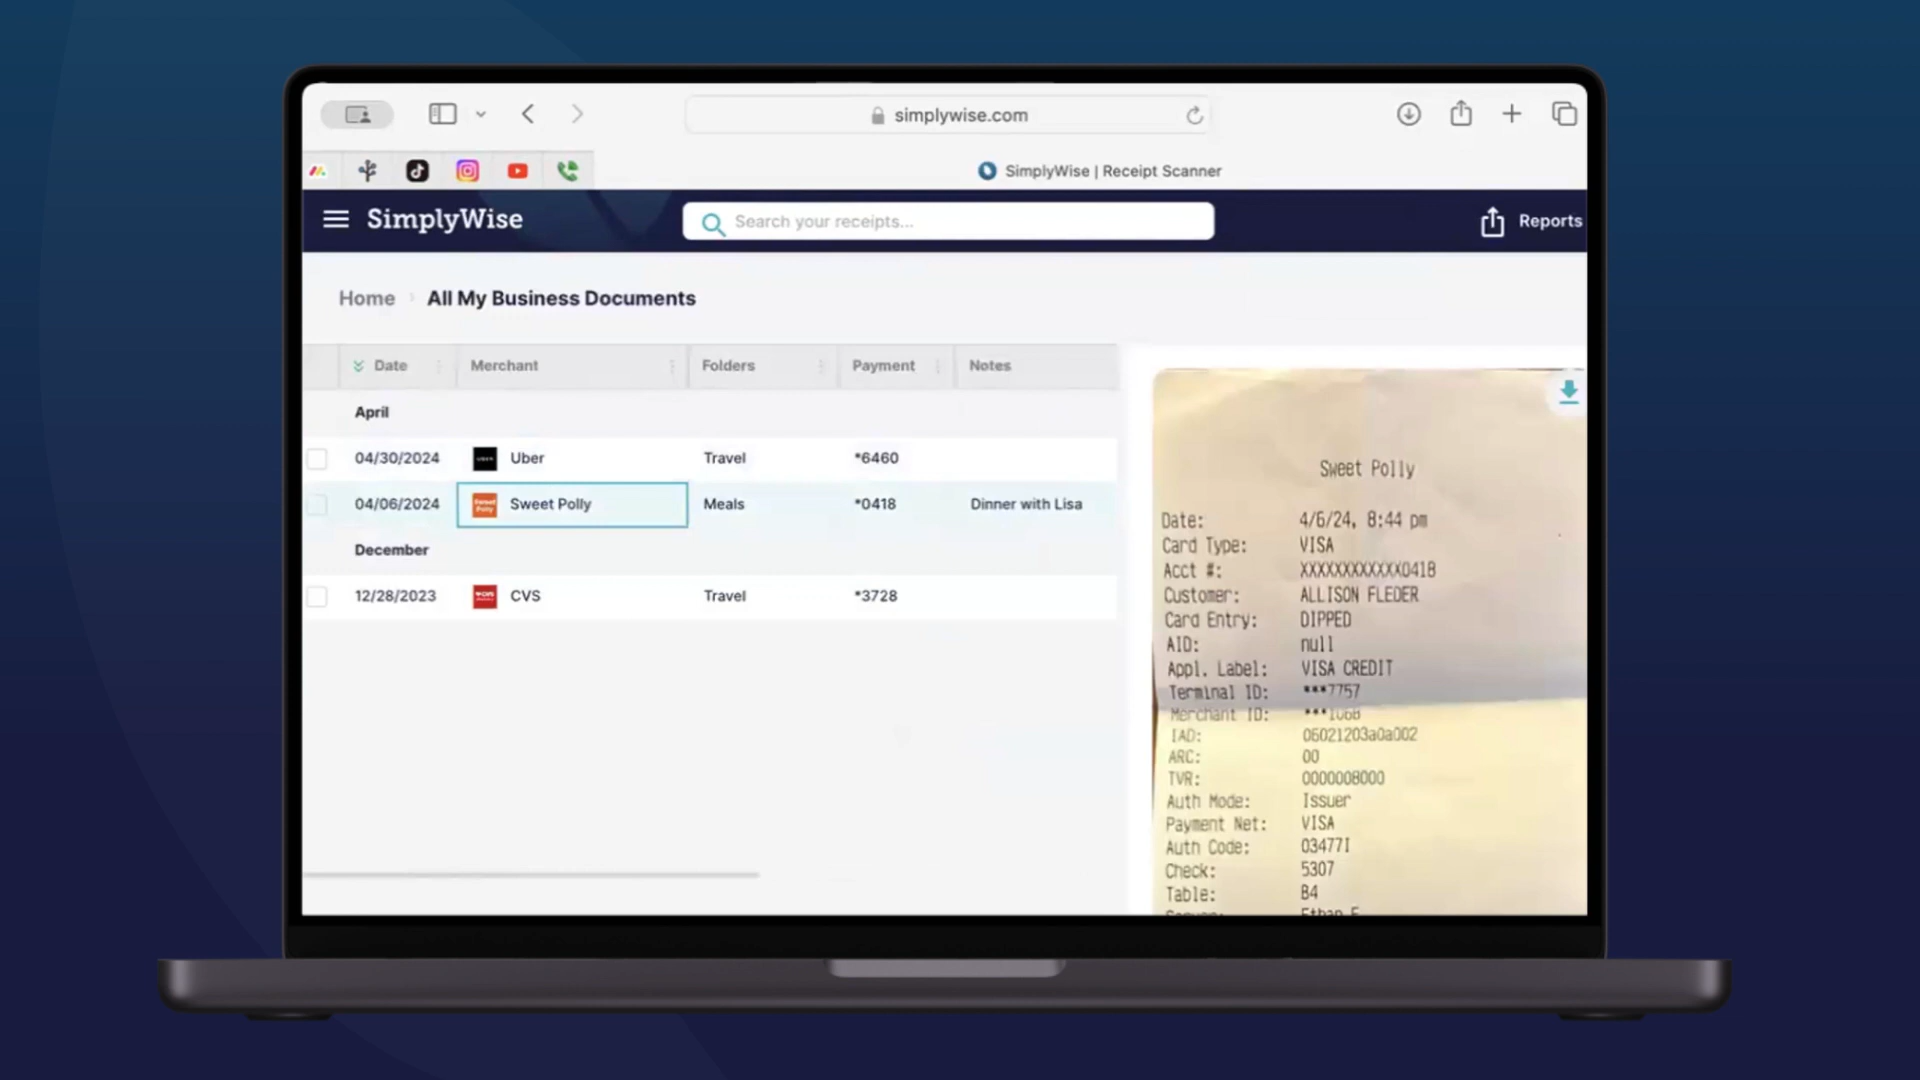 simplywise.com
SimplyWise | Receipt Scanner
SimplyWise
Search your receipts...
Reports
Home › All My Business Documents
Date Merchant Folders Payment Notes
April
04/30/2024 Uber Travel *6460
04/06/2024 Sweet Polly Meals *0418 Dinner with Lisa
December
12/28/2023 CVS Travel *3728
Sweet Polly
Date: 4/6/24, 8:44 pm
Card Type: VISA
Acct #: XXXXXXXXXXXX0418
Customer: ALLISON FLEDER
Card Entry: DIPPED
AID: null
Appl. Label: VISA CREDIT
Terminal ID: ***7757
Merchant ID:
IAD: 06021203a0a002
ARC: 00
TVR: 0000008000
Auth Mode: Issuer
Payment Net: VISA
Auth Code: 03477I
Check: 5307
Table: B4